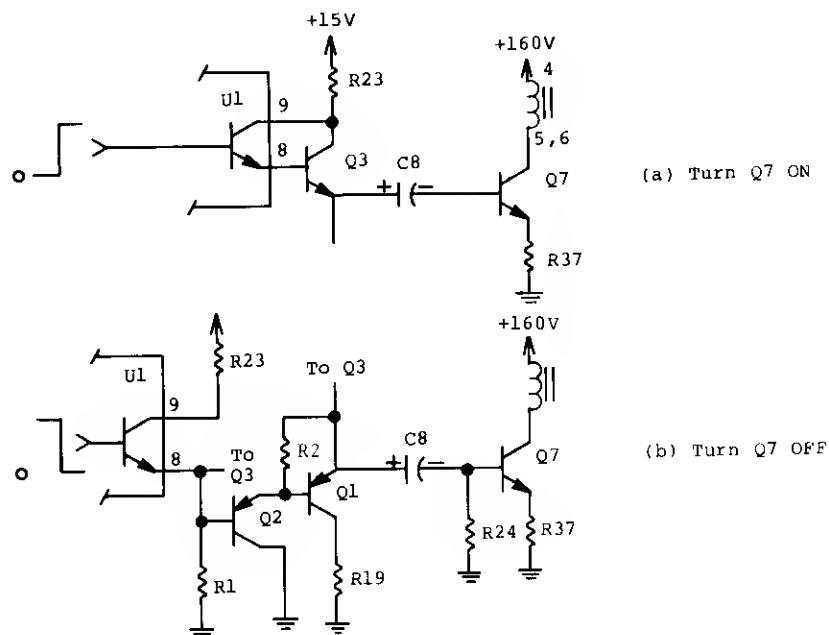 +15V
+160V
4
R23
U1
9
5,6
8
Q3
C8
+
−
Q7
(a) Turn Q7 ON
R37
+160V
R23
To Q3
U1
9
C8
R2
+
−
Q7
(b) Turn Q7 OFF
8
To
Q3
Q1
Q2
R24
R37
R1
R19